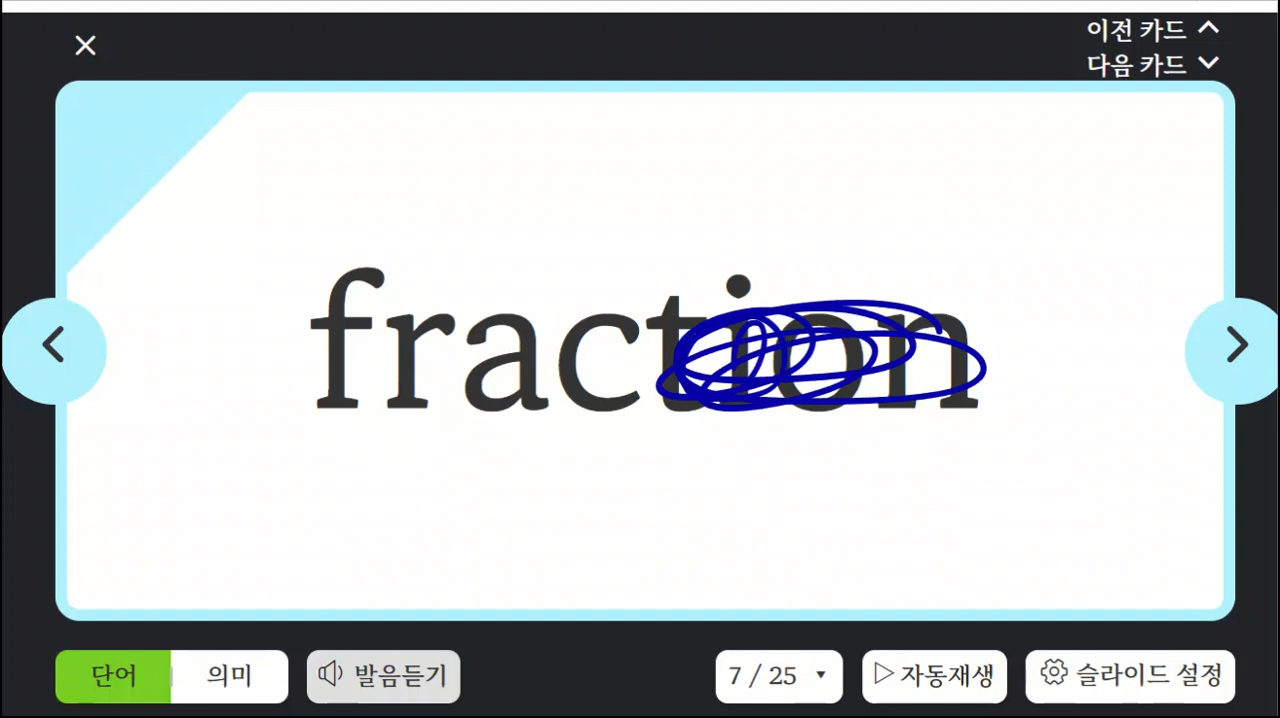 이전 카드
다음 카드
fraction
단어 의미 발음듣기 7 / 25 자동재생 슬라이드 설정